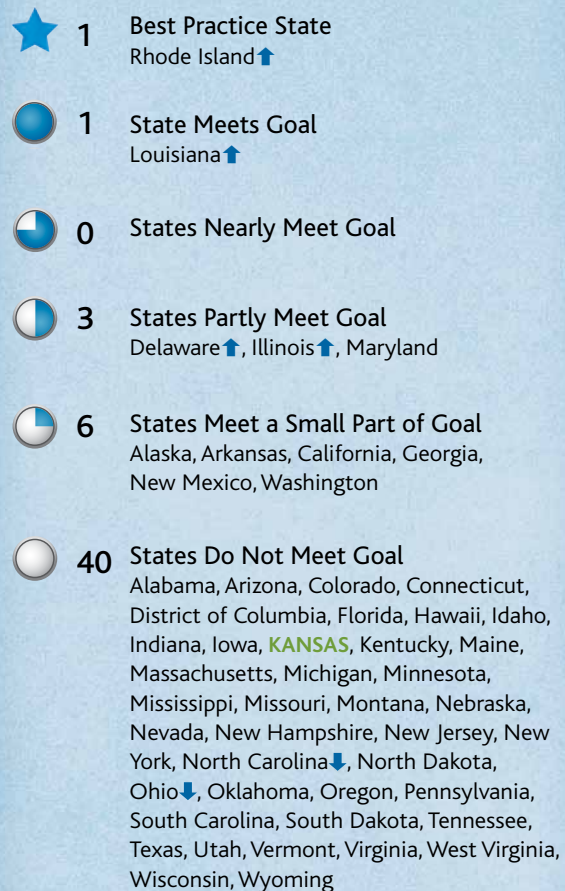 1 Best Practice State
Rhode Island⬆
1 State Meets Goal
Louisiana⬆
0 States Nearly Meet Goal
3 States Partly Meet Goal
Delaware⬆, Illinois⬆, Maryland
6 States Meet a Small Part of Goal
Alaska, Arkansas, California, Georgia,
New Mexico, Washington
40 States Do Not Meet Goal
Alabama, Arizona, Colorado, Connecticut,
District of Columbia, Florida, Hawaii, Idaho,
Indiana, Iowa, KANSAS, Kentucky, Maine,
Massachusetts, Michigan, Minnesota,
Mississippi, Missouri, Montana, Nebraska,
Nevada, New Hampshire, New Jersey, New
York, North Carolina⬇, North Dakota,
Ohio⬇, Oklahoma, Oregon, Pennsylvania,
South Carolina, South Dakota, Tennessee,
Texas, Utah, Vermont, Virginia, West Virginia,
Wisconsin, Wyoming